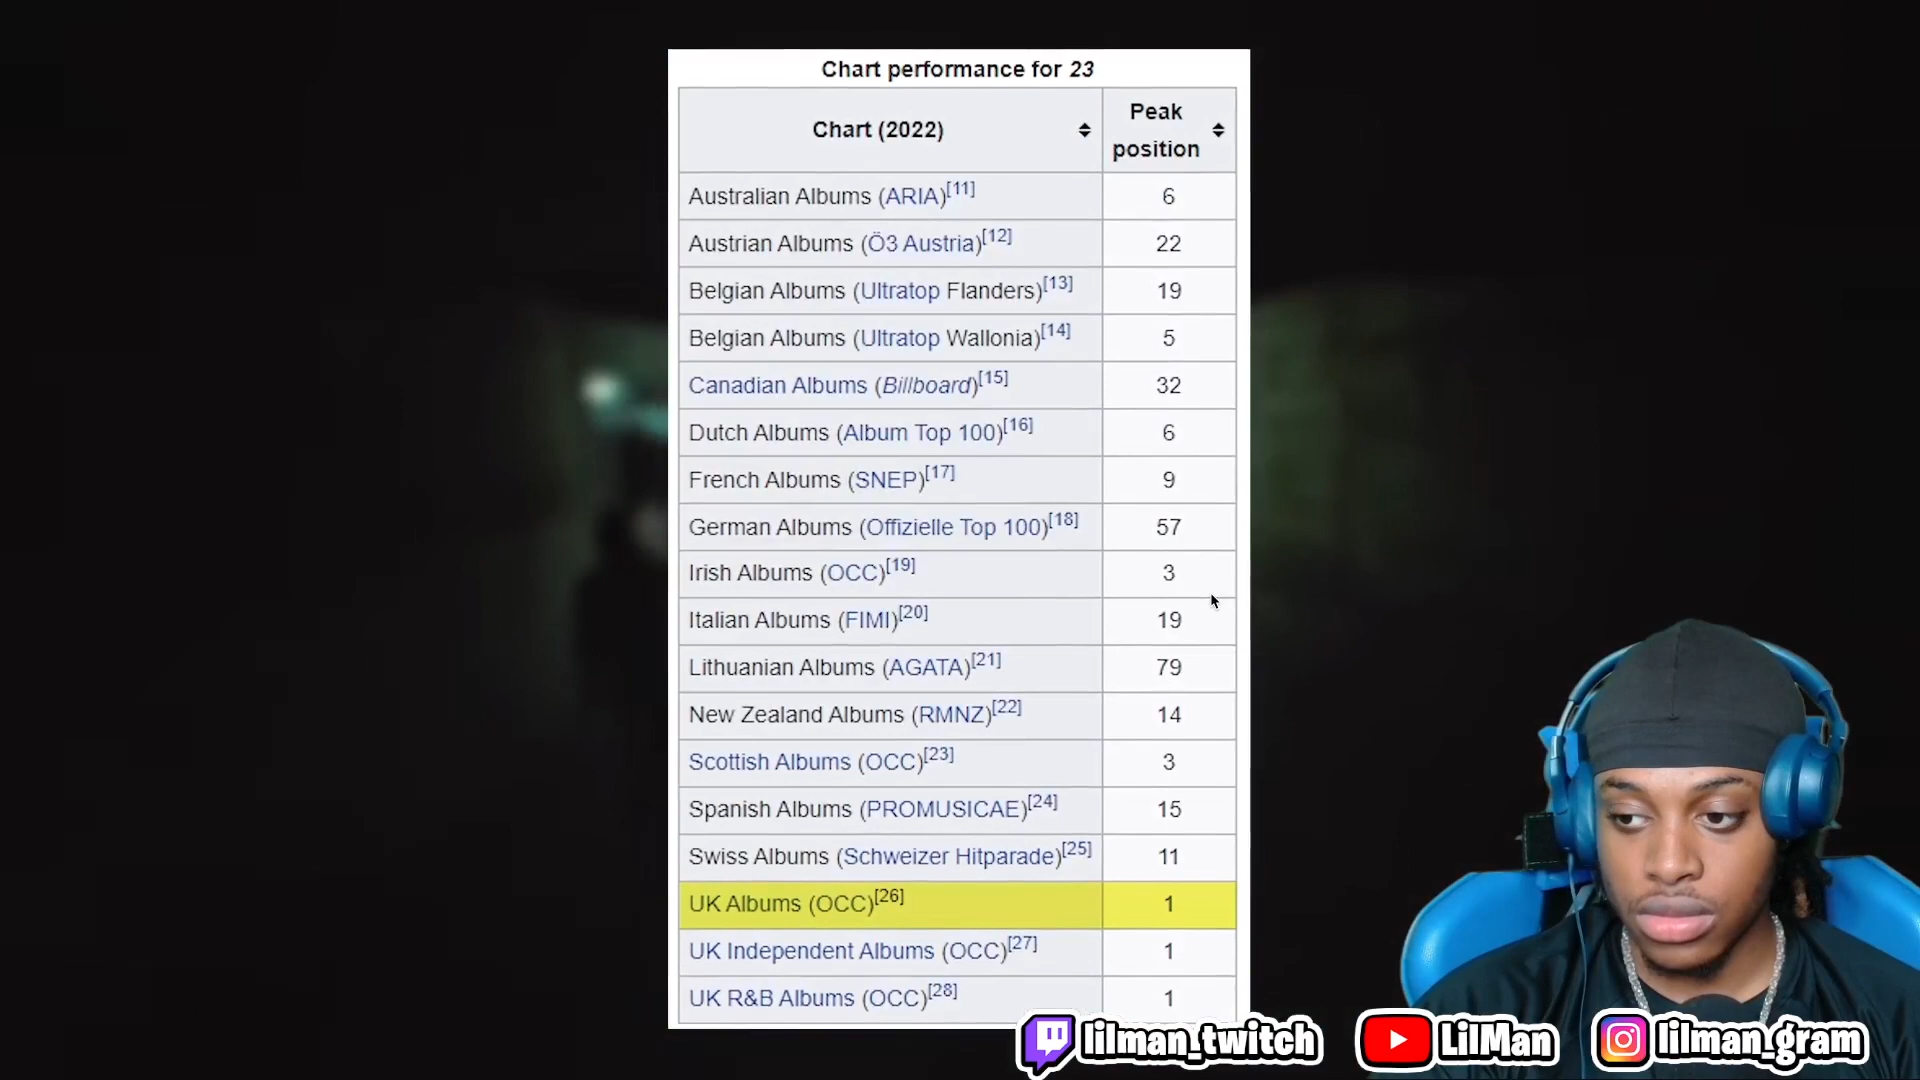 Chart performance for 23
Chart (2022)
Peak position
Australian Albums (ARIA)[11] 6
Austrian Albums (Ö3 Austria)[12] 22
Belgian Albums (Ultratop Flanders)[13] 19
Belgian Albums (Ultratop Wallonia)[14] 5
Canadian Albums (Billboard)[15] 32
Dutch Albums (Album Top 100)[16] 6
French Albums (SNEP)[17] 9
German Albums (Offizielle Top 100)[18] 57
Irish Albums (OCC)[19] 3
Italian Albums (FIMI)[20] 19
Lithuanian Albums (AGATA)[21] 79
New Zealand Albums (RMNZ)[22] 14
Scottish Albums (OCC)[23] 3
Spanish Albums (PROMUSICAE)[24] 15
Swiss Albums (Schweizer Hitparade)[25] 11
UK Albums (OCC)[26] 1
UK Independent Albums (OCC)[27] 1
UK R&B Albums (OCC)[28] 1
lilman_twitch LilMan lilman_gram